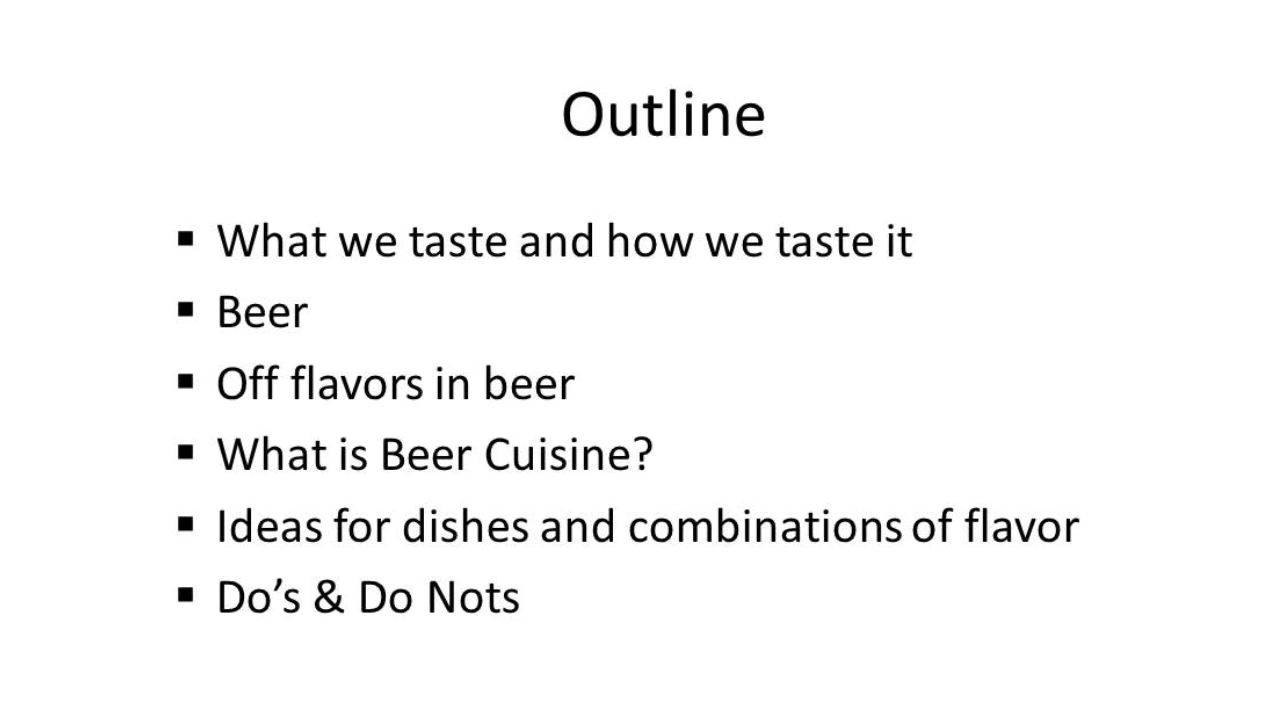 Outline
▪ What we taste and how we taste it
▪ Beer
▪ Off flavors in beer
▪ What is Beer Cuisine?
▪ Ideas for dishes and combinations of flavor
▪ Do’s & Do Nots